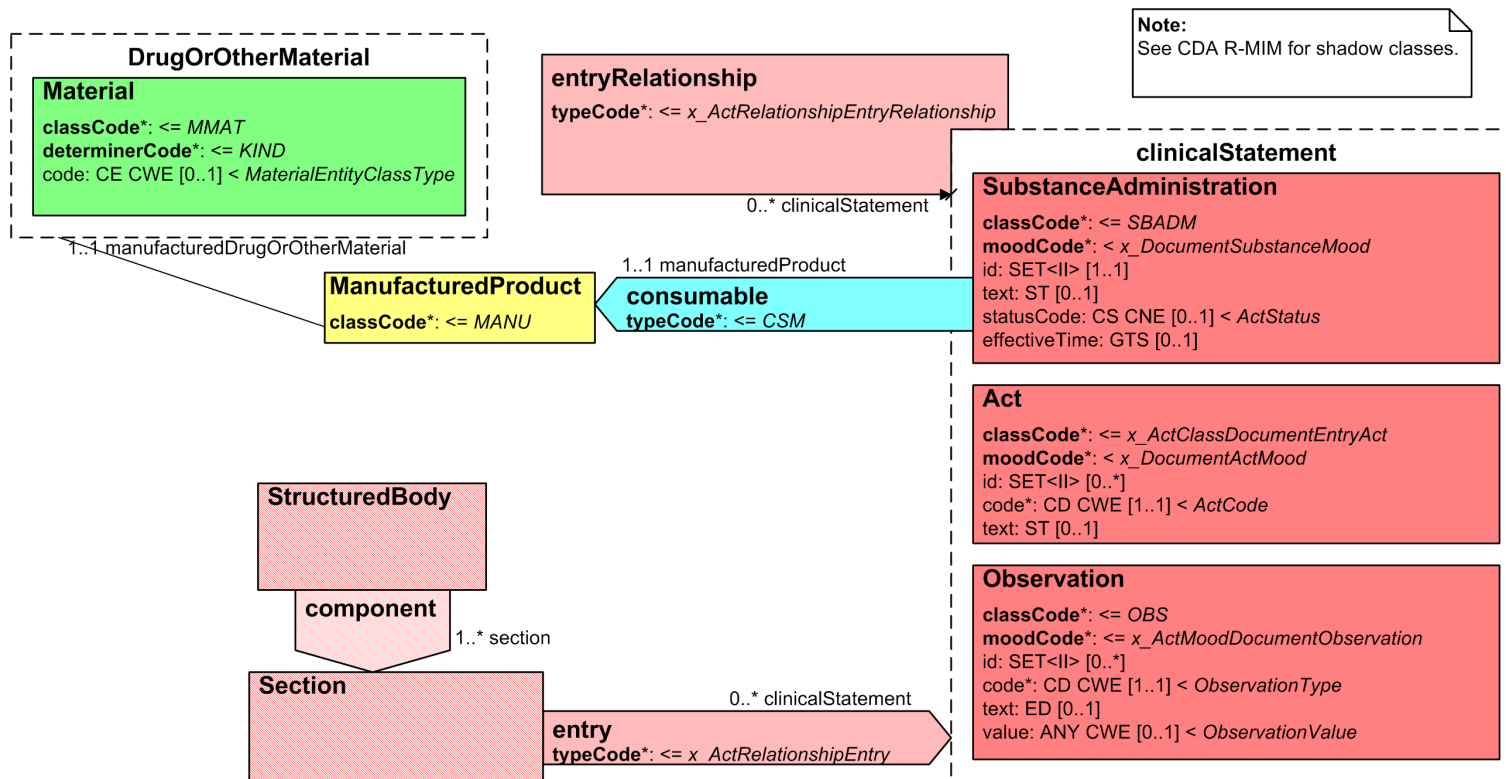 Note:
See CDA R-MIM for shadow classes.
DrugOrOtherMaterial
Material
classCode*: <= MMAT
determinerCode*: <= KIND
code: CE CWE [0..1] < MaterialEntityClassType
1..1 manufacturedDrugOrOtherMaterial
entryRelationship
typeCode*: <= x_ActRelationshipEntryRelationship
0..* clinicalStatement
clinicalStatement
SubstanceAdministration
classCode*: <= SBADM
moodCode*: < x_DocumentSubstanceMood
id: SET<II> [1..1]
text: ST [0..1]
statusCode: CS CNE [0..1] < ActStatus
effectiveTime: GTS [0..1]
1..1 manufacturedProduct
consumable
typeCode*: <= CSM
ManufacturedProduct
classCode*: <= MANU
Act
classCode*: <= x_ActClassDocumentEntryAct
moodCode*: < x_DocumentActMood
id: SET<II> [0..*]
code*: CD CWE [1..1] < ActCode
text: ST [0..1]
StructuredBody
component
1..* section
Section
0..* clinicalStatement
entry
typeCode*: <= x_ActRelationshipEntry
Observation
classCode*: <= OBS
moodCode*: <= x_ActMoodDocumentObservation
id: SET<II> [0..*]
code*: CD CWE [1..1] < ObservationType
text: ED [0..1]
value: ANY CWE [0..1] < ObservationValue